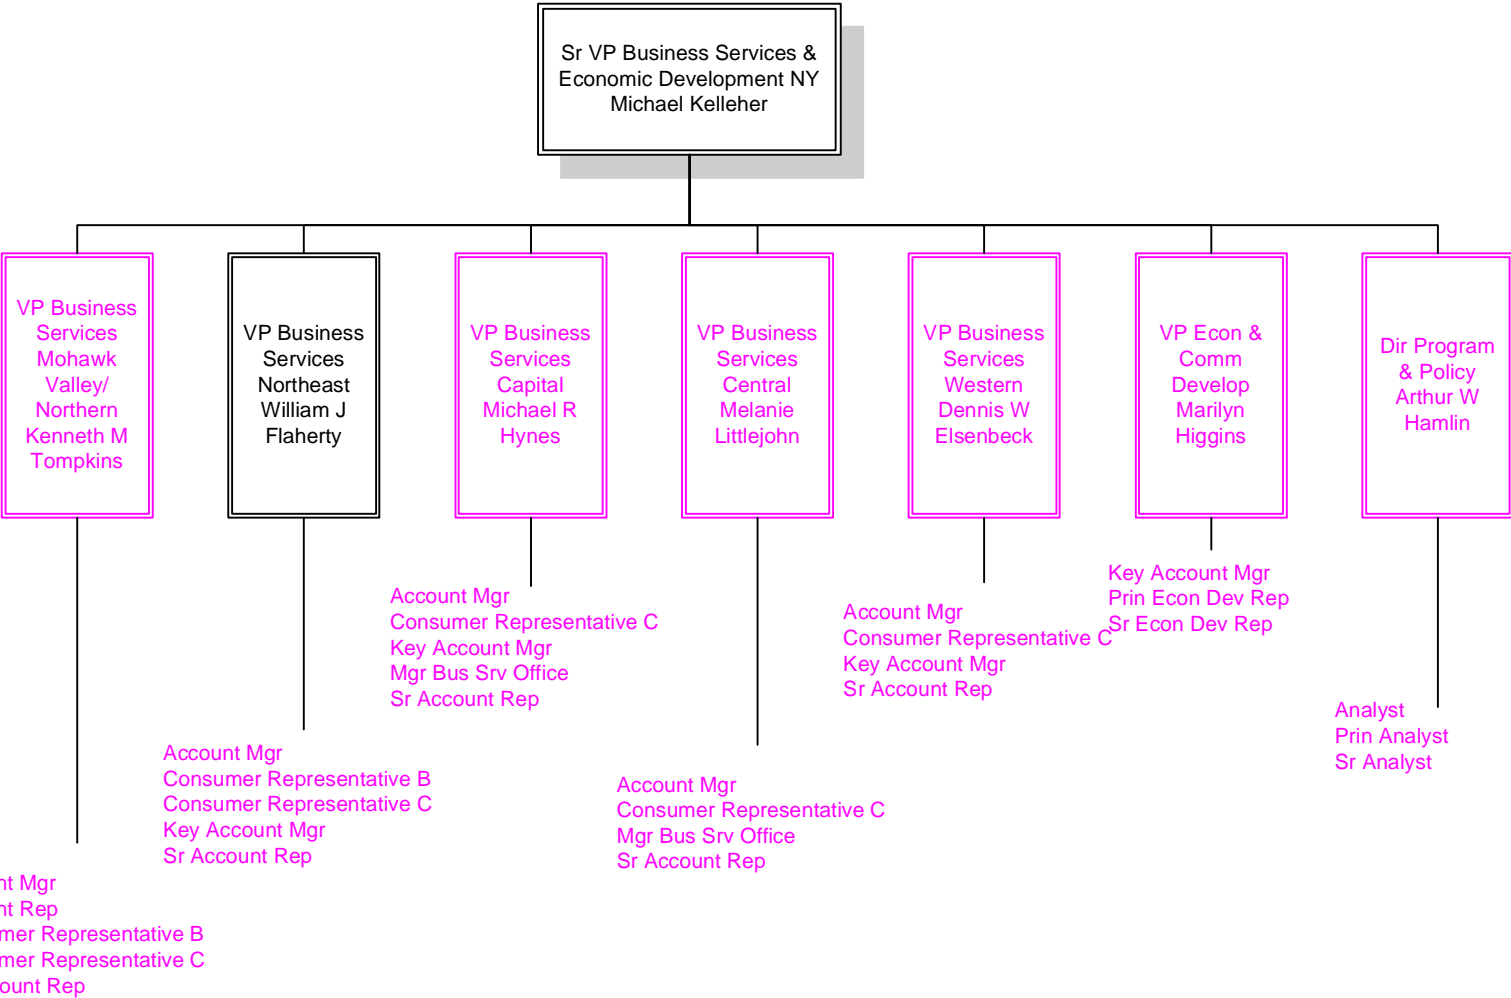 Sr VP Business Services &
Economic Development NY
Michael Kelleher
VP Business
Services
Mohawk
Valley/
Northern
Kenneth M
Tompkins
VP Business
Services
Northeast
William J
Flaherty
VP Business
Services
Capital
Michael R
Hynes
VP Business
Services
Central
Melanie
Littlejohn
VP Business
Services
Western
Dennis W
Elsenbeck
VP Econ &
Comm
Develop
Marilyn
Higgins
Dir Program
& Policy
Arthur W
Hamlin
Mgr
Rep
Representative B
Representative C
Rep
Account Mgr
Consumer Representative B
Consumer Representative C
Key Account Mgr
Sr Account Rep
Account Mgr
Consumer Representative C
Key Account Mgr
Mgr Bus Srv Office
Sr Account Rep
Account Mgr
Consumer Representative C
Mgr Bus Srv Office
Sr Account Rep
Account Mgr
Consumer Representative C
Key Account Mgr
Sr Account Rep
Key Account Mgr
Prin Econ Dev Rep
Sr Econ Dev Rep
Analyst
Prin Analyst
Sr Analyst